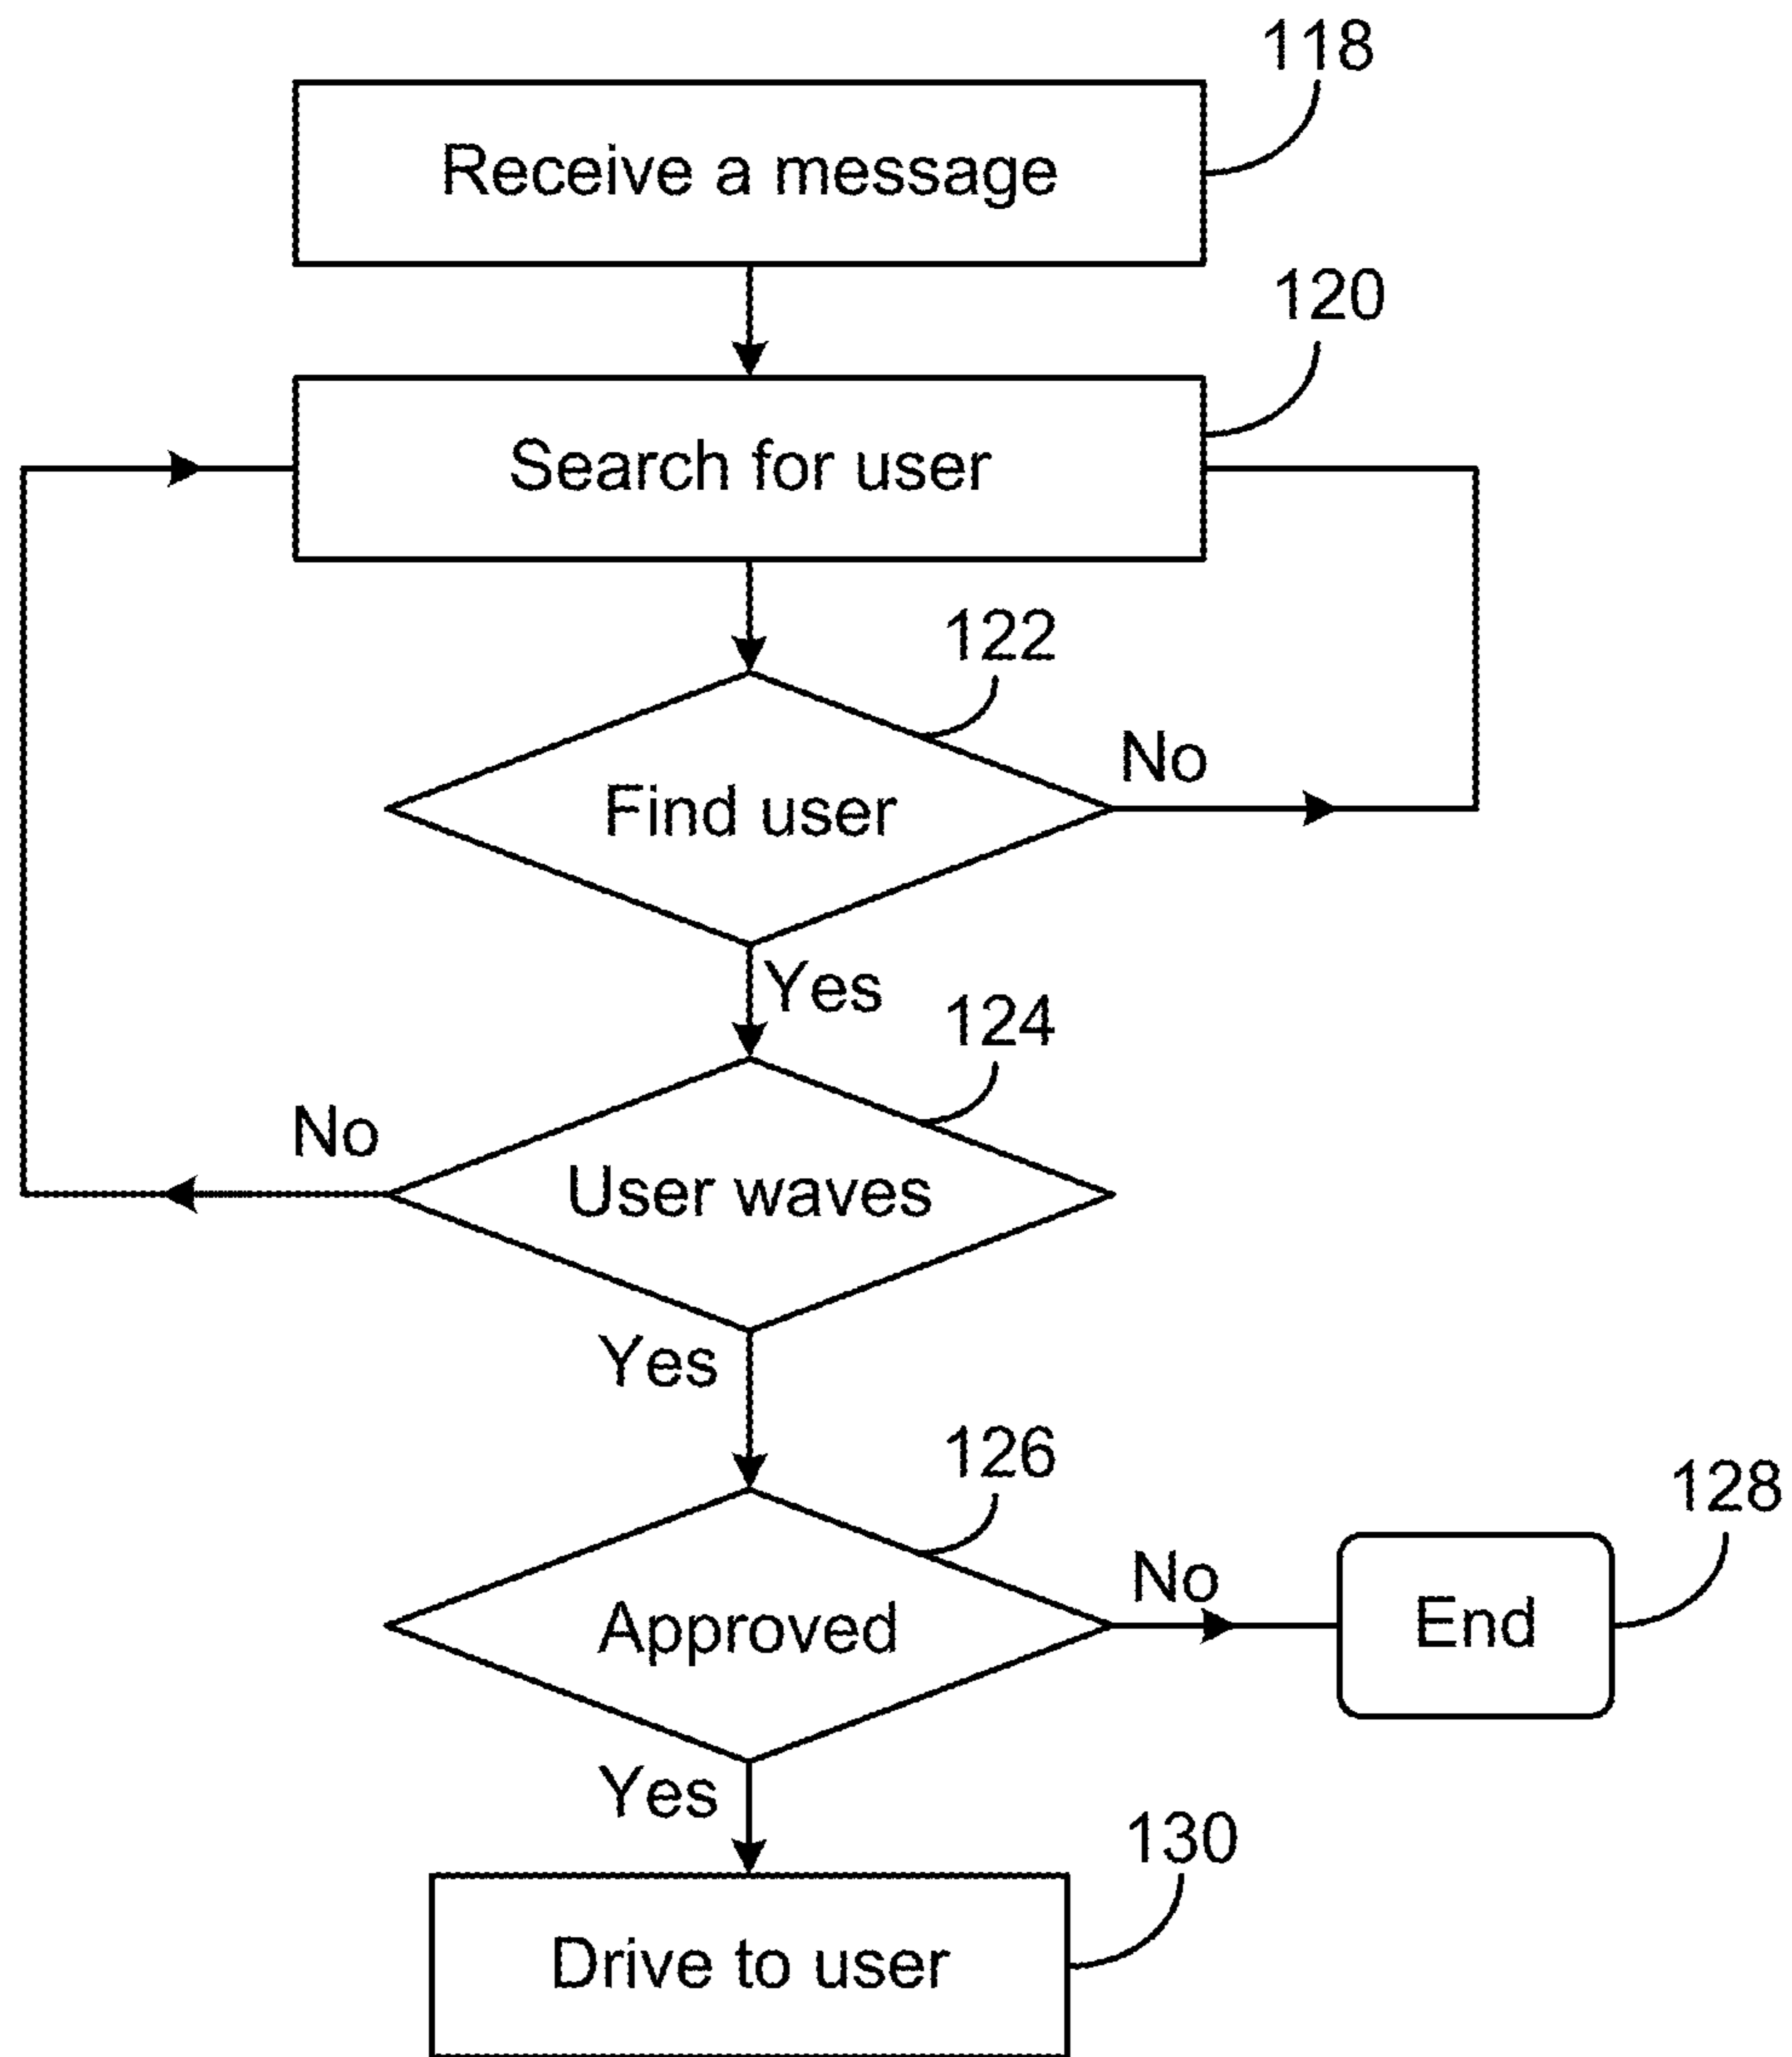 118
Receive a message
120
Search for user
122
No
Find user
Yes
124
No
User waves
Yes
126
128
No
Approved
End
Yes
130
Drive to user